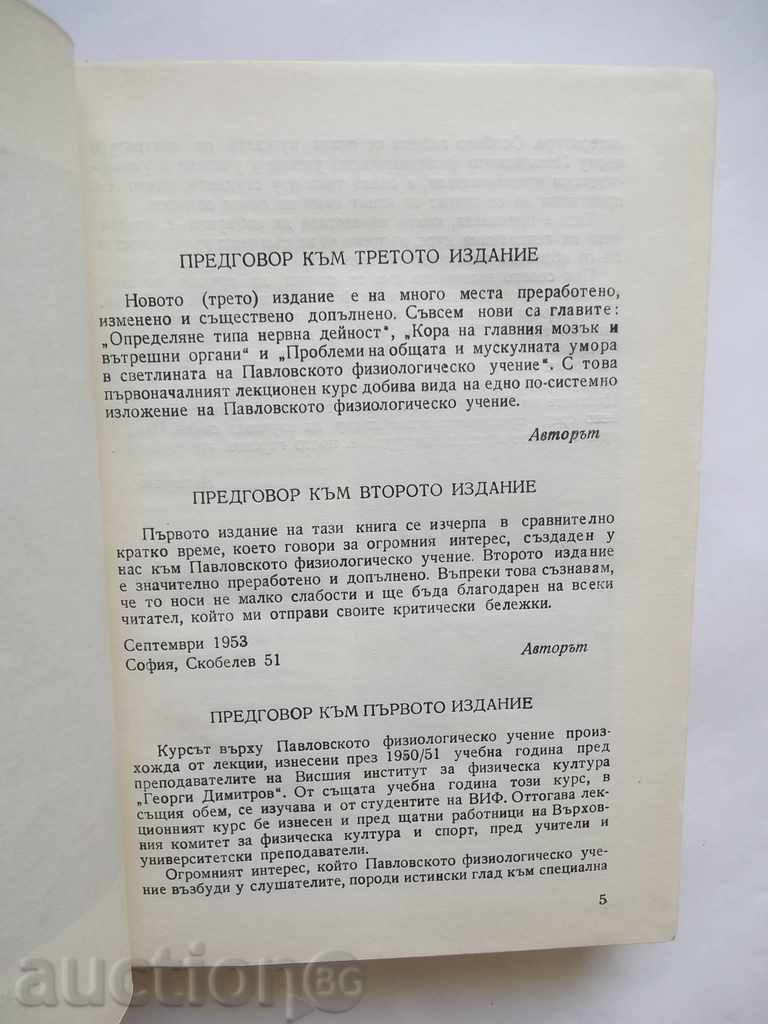 ПРЕДГОВОР КЪМ ТРЕТОТО ИЗДАНИЕ
Новото (трето) издание е на много места преработено,
изменено и съществено допълнено. Съвсем нови са главите:
„Определяне типа нервна дейност“, „Кора на главния мозък и
вътрешни органи“ и „Проблеми на общата и мускулната умора
в светлината на Павловското физиологическо учение“. С това
първоначалният лекционен курс добива вида на едно по-системно
изложение на Павловското физиологическо учение.
Авторът
ПРЕДГОВОР КЪМ ВТОРОТО ИЗДАНИЕ
Първото издание на тази книга се изчерпа в сравнително
кратко време, което говори за огромния интерес, създаден у
нас към Павловското физиологическо учение. Второто издание
е значително преработено и допълнено. Въпреки това съзнавам,
че то носи не малко слабости и ще бъда благодарен на всеки
читател, който ми отправи своите критически бележки.
Септември 1953
София, Скобелев 51
Авторът
ПРЕДГОВОР КЪМ ПЪРВОТО ИЗДАНИЕ
Курсът върху Павловското физиологическо учение произ-
хожда от лекции, изнесени през 1950/51 учебна година пред
преподавателите на Висшия институт за физическа култура
„Георги Димитров“. От същата учебна година този курс, в
същия обем, се изучава и от студентите на ВИФ. Оттогава лек-
ционният курс бе изнесен и пред щатни работници на Върхов-
ния комитет за физическа култура и спорт, пред учители и
университетски преподаватели.
Огромният интерес, който Павловското физиологическо уче-
ние възбуди у слушателите, породи истински глад към специална
5
auction BG